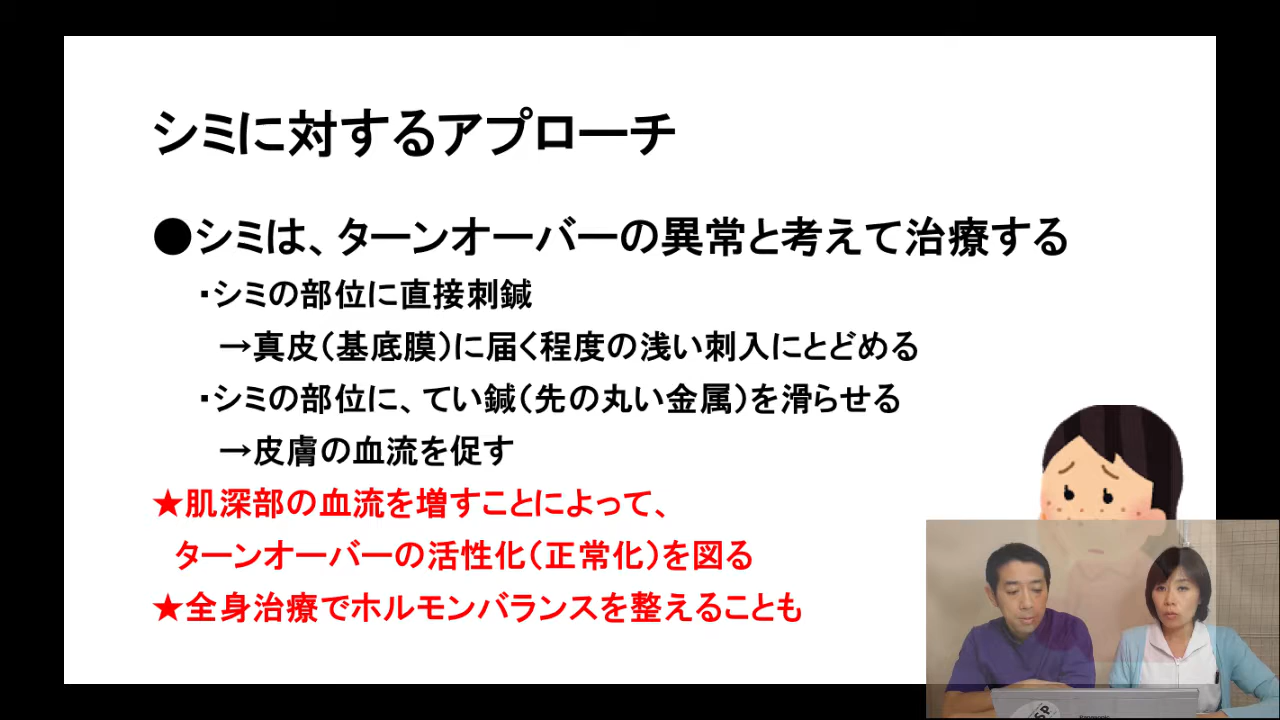 シミに対するアプローチ
●シミは、ターンオーバーの異常と考えて治療する
・シミの部位に直接刺鍼
→真皮（基底膜）に届く程度の浅い刺入にとどめる
・シミの部位に、てい鍼（先の丸い金属）を滑らせる
→皮膚の血流を促す
★肌深部の血流を増すことによって、
ターンオーバーの活性化（正常化）を図る
★全身治療でホルモンバランスを整えることも
SP